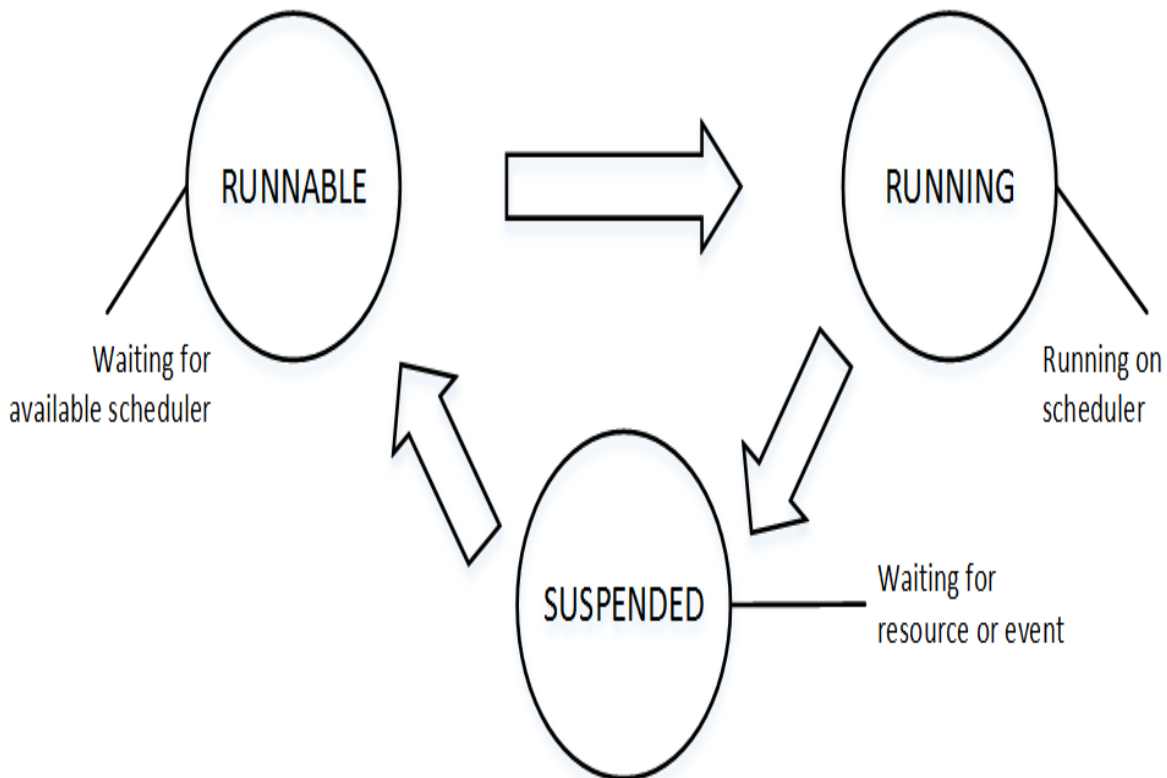 RUNNABLE
RUNNING
Waiting for
available scheduler
Running on
scheduler
SUSPENDED
Waiting for
resource or event